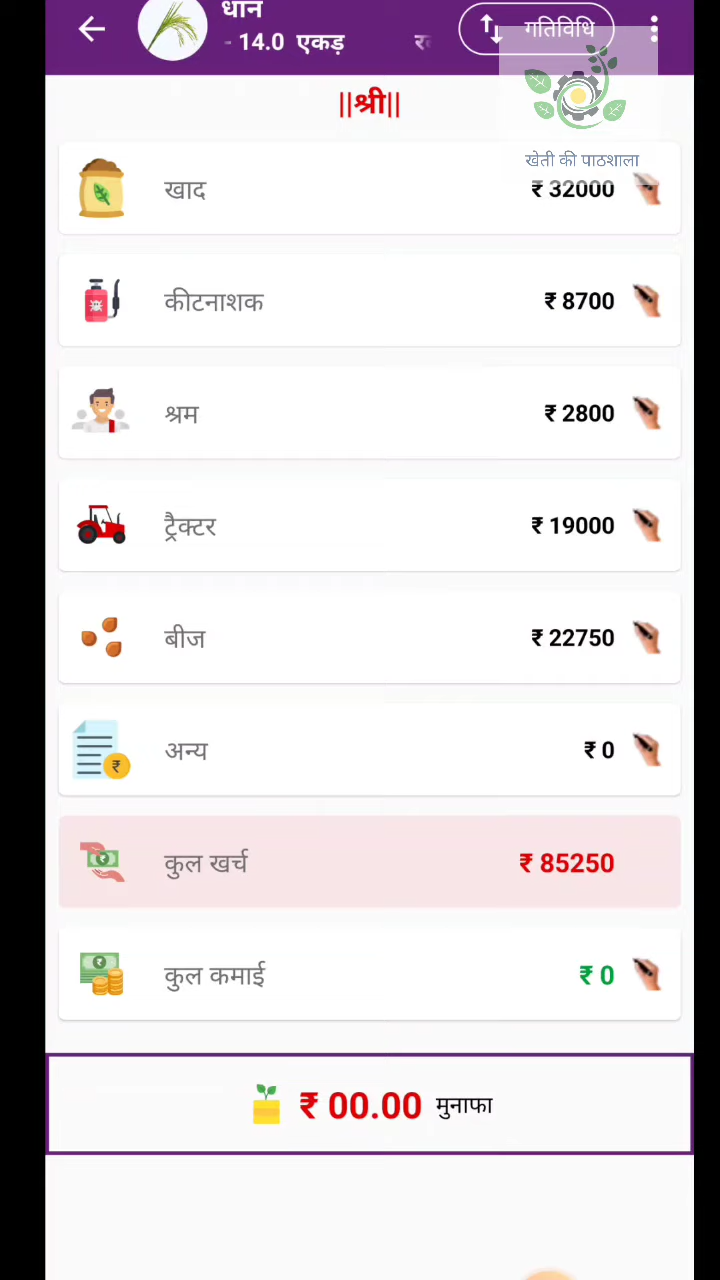 धान
- 14.0 एकड़
गतिविधि
||श्री||
खेती की पाठशाला
खाद ₹ 32000
कीटनाशक ₹ 8700
श्रम ₹ 2800
ट्रैक्टर ₹ 19000
बीज ₹ 22750
अन्य ₹ 0
कुल खर्च ₹ 85250
कुल कमाई ₹ 0
₹ 00.00 मुनाफा